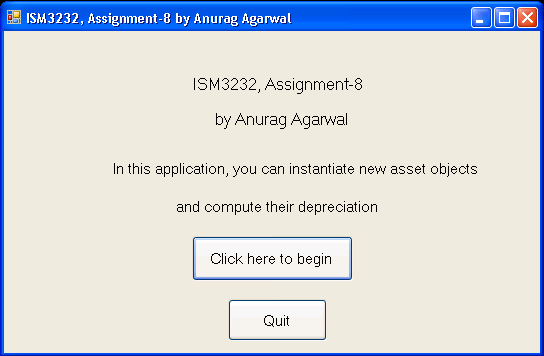 ISM3232, Assignment-8 by Anurag Agarwal
ISM3232, Assignment-8
by Anurag Agarwal
In this application, you can instantiate new asset objects
and compute their depreciation
Click here to begin
Quit